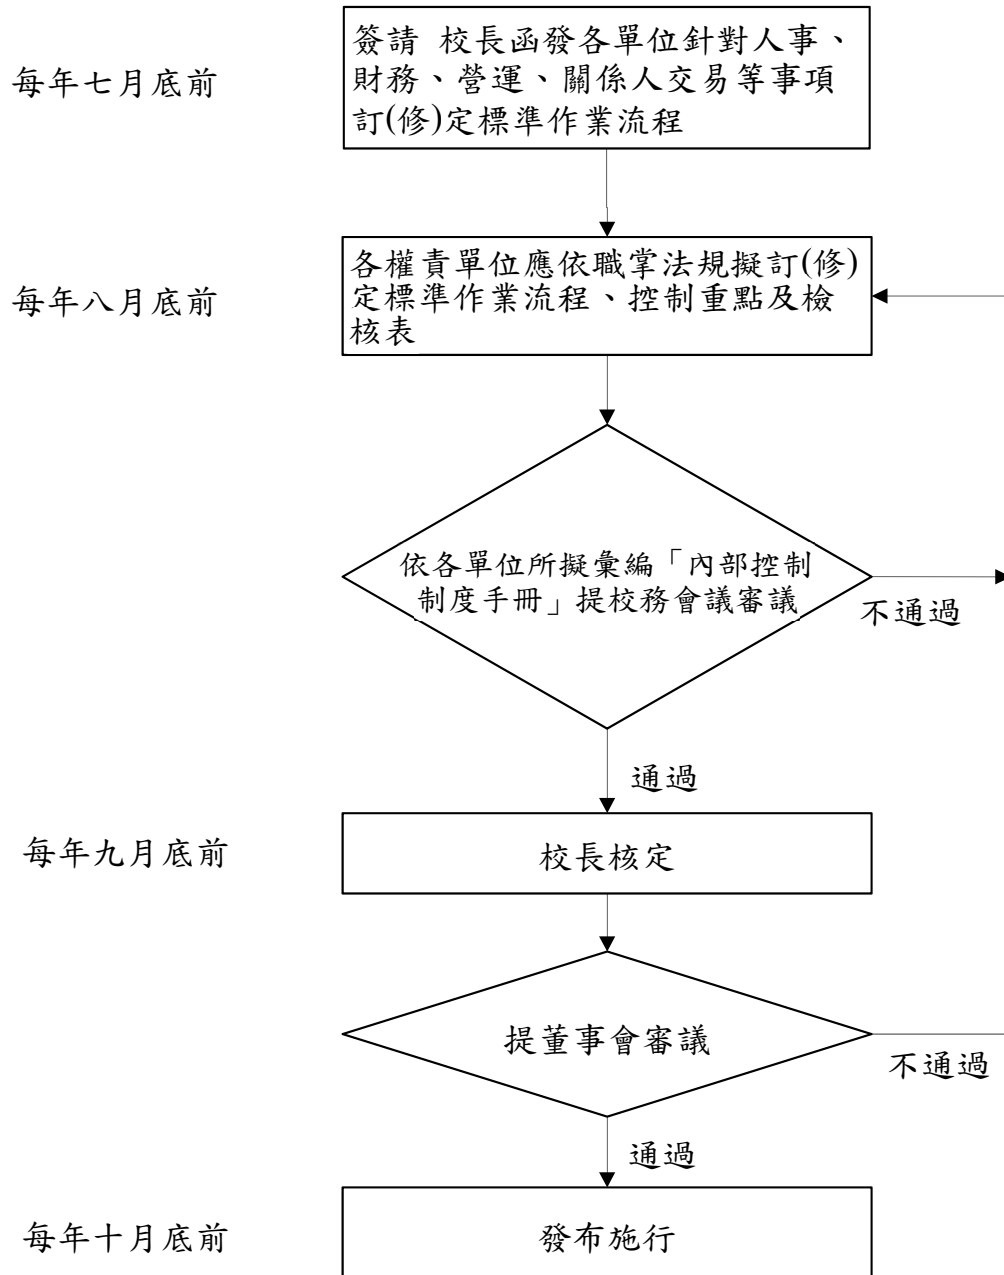 每年七月底前
簽請 校長函發各單位針對人事、
財務、營運、關係人交易等事項
訂(修)定標準作業流程
每年八月底前
各權責單位應依職掌法規擬訂(修)
定標準作業流程、控制重點及檢
核表
依各單位所擬彙編「內部控制
制度手冊」提校務會議審議
不通過
通過
每年九月底前
校長核定
提董事會審議
不通過
通過
每年十月底前
發布施行